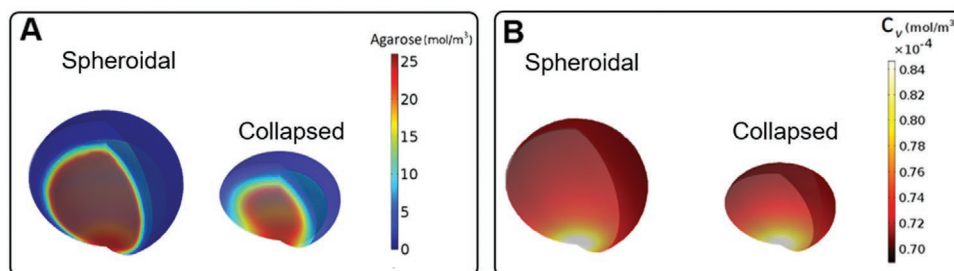 A
Agarose (mol/m³)
Spheroidal
25
20
Collapsed
15
10
5
0
B
C_v (mol/m³
×10⁻⁴
Spheroidal
0.84
0.82
0.80
Collapsed
0.78
0.76
0.74
0.72
0.70